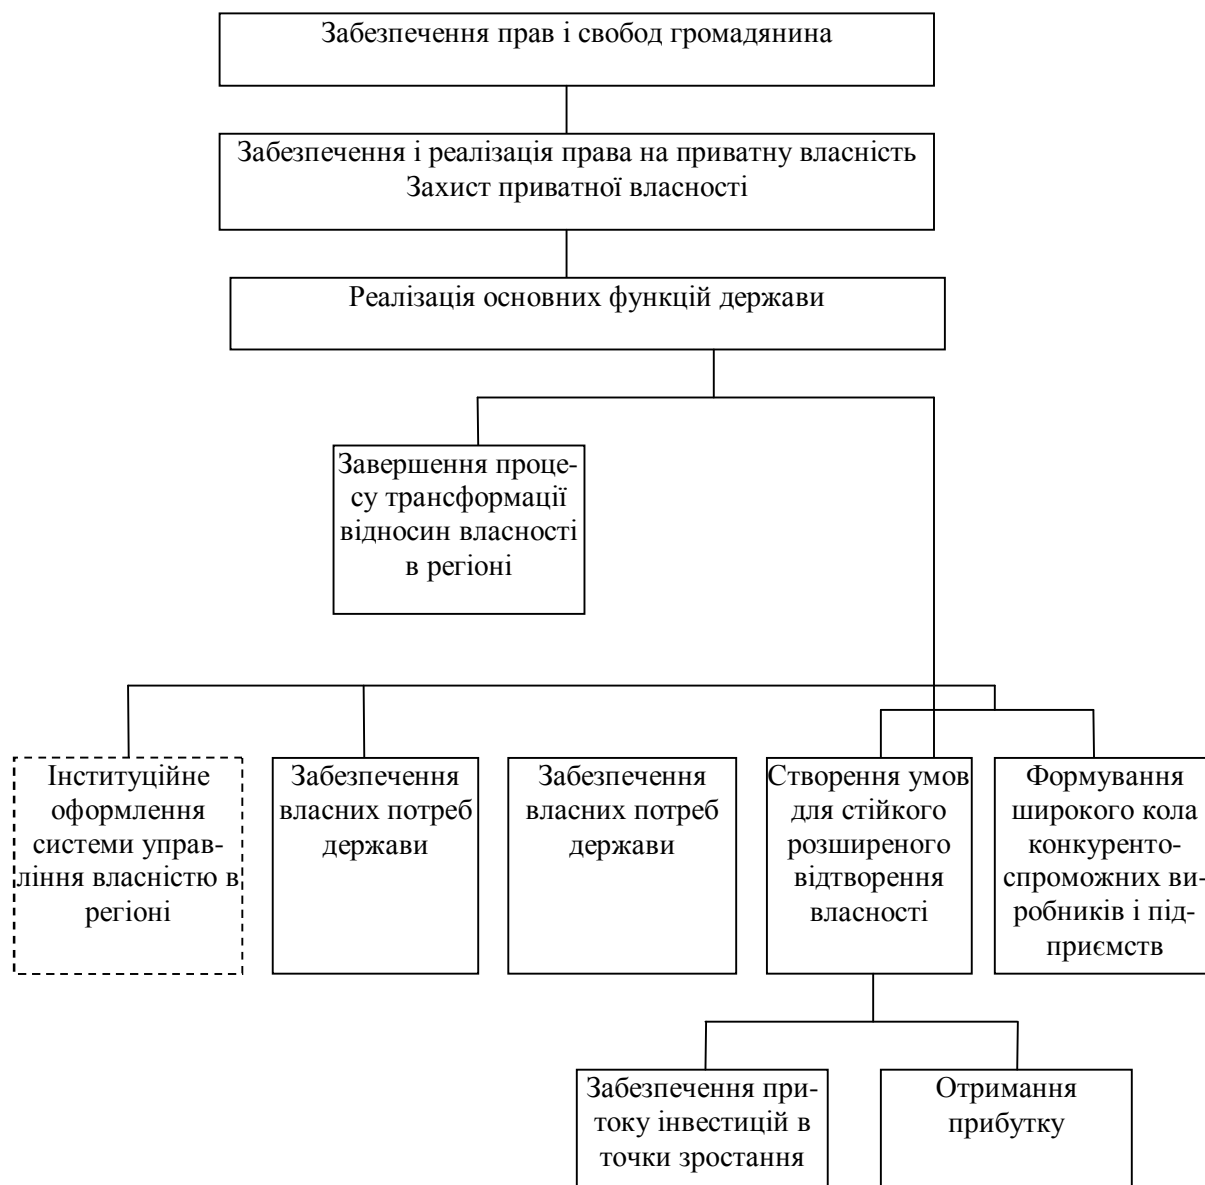 Забезпечення прав і свобод громадянина
Забезпечення і реалізація права на приватну власність
Захист приватної власності
Реалізація основних функцій держави
Завершення проце-
су трансформації
відносин власності
в регіоні
Інституційне
оформлення
системи управ-
ління власністю в
регіоні
Забезпечення
власних потреб
держави
Забезпечення
власних потреб
держави
Створення умов
для стійкого
розширеного
відтворення
власності
Формування
широкого кола
конкуренто-
спроможних ви-
робників і під-
приємств
Забезпечення при-
току інвестицій в
точки зростання
Отримання
прибутку